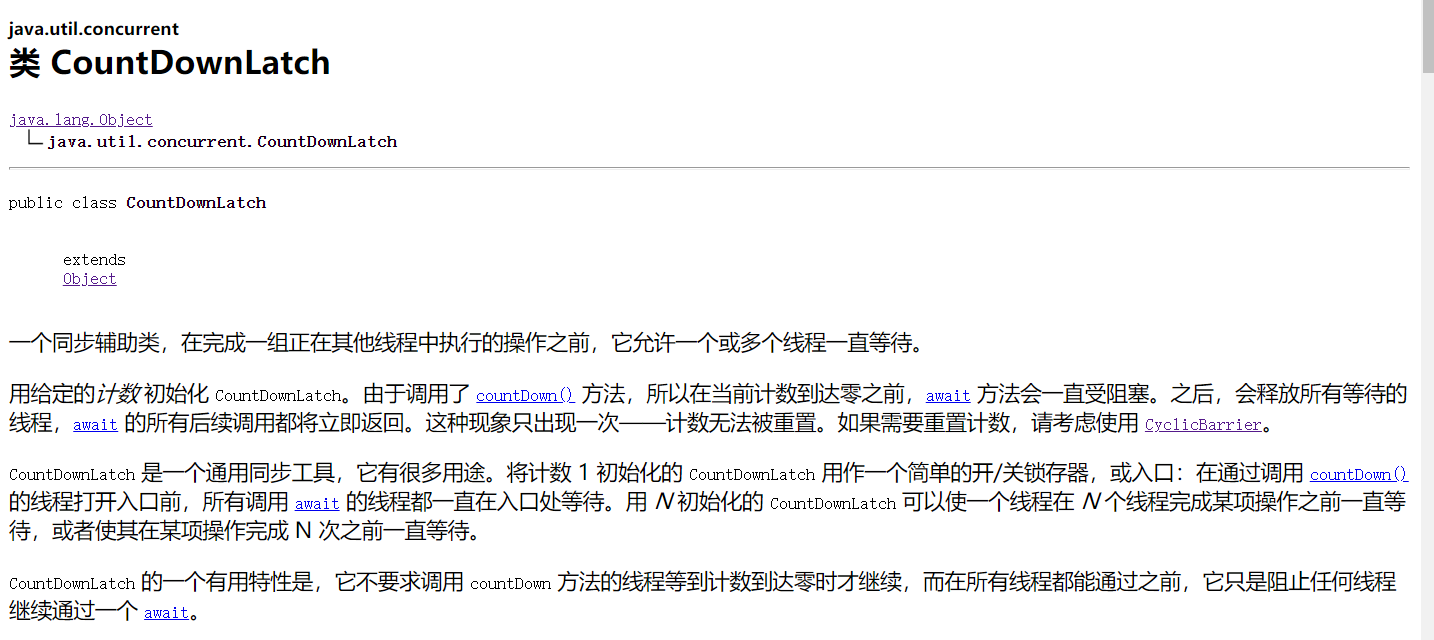 java.util.concurrent
类 CountDownLatch
java.lang.Object
java.util.concurrent.CountDownLatch
public class CountDownLatch
extends
Object
一个同步辅助类，在完成一组正在其他线程中执行的操作之前，它允许一个或多个线程一直等待。
用给定的计数 初始化 CountDownLatch。由于调用了 countDown() 方法，所以在当前计数到达零之前，await 方法会一直受阻塞。之后，会释放所有等待的
线程，await 的所有后续调用都将立即返回。这种现象只出现一次——计数无法被重置。如果需要重置计数，请考虑使用 CyclicBarrier。
CountDownLatch 是一个通用同步工具，它有很多用途。将计数 1 初始化的 CountDownLatch 用作一个简单的开/关锁存器，或入口：在通过调用 countDown()
的线程打开入口前，所有调用 await 的线程都一直在入口处等待。用 N 初始化的 CountDownLatch 可以使一个线程在 N 个线程完成某项操作之前一直等
待，或者使其在某项操作完成 N 次之前一直等待。
CountDownLatch 的一个有用特性是，它不要求调用 countDown 方法的线程等到计数到达零时才继续，而在所有线程都能通过之前，它只是阻止任何线程
继续通过一个 await。